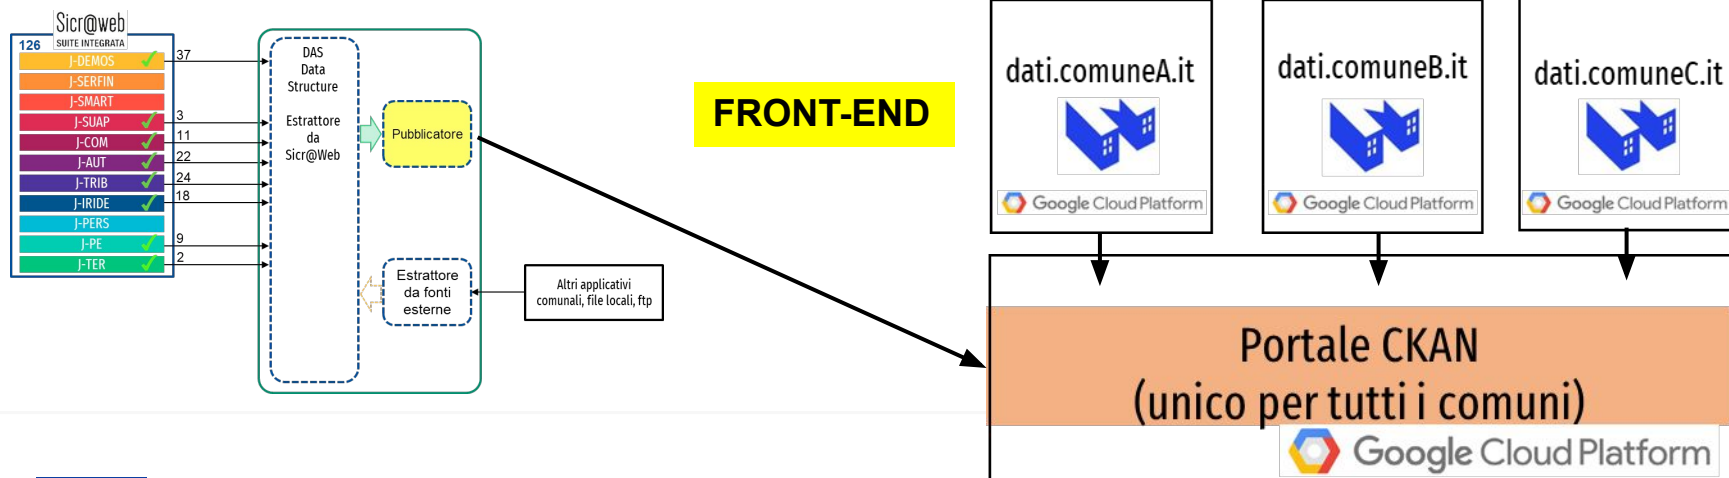 Sicr@web
SUITE INTEGRATA
126
J-DEMOS
37
J-SERFIN
J-SMART
J-SUAP
3
J-COM
11
J-AUT
22
J-TRIB
24
J-IRIDE
18
J-PERS
J-PE
9
J-TER
2
DAS
Data
Structure
Estrattore
da
Sicr@Web
Pubblicatore
Estrattore
da fonti
esterne
Altri applicativi
comunali, file locali, ftp
FRONT-END
dati.comuneA.it
Google Cloud Platform
dati.comuneB.it
Google Cloud Platform
dati.comuneC.it
Google Cloud Platform
Portale CKAN
(unico per tutti i comuni)
Google Cloud Platform